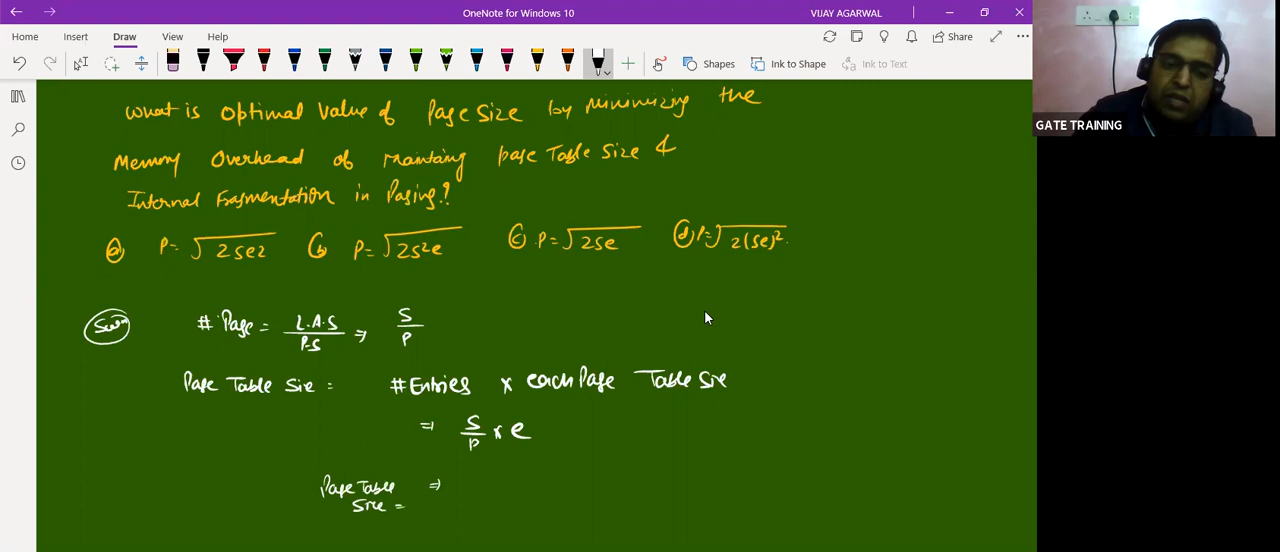 OneNote for Windows 10
VIJAY AGARWAL
Home Insert Draw View Help
Share
Shapes Ink to Shape Ink to Text
GATE TRAINING
what is optimal value of Page Size by minimizing the
Memory Overhead of maintaing page Table Size &
Internal Fragmentation in Paging?
(a) P= √2se2 (b) P= √2s²e (c) P= √2se (d) P= √2(se)².
Soln # Page = L.A.S / P.S ⇒ S / P
Page Table Size = #Entries × each Page Table Size
⇒ S / P × e
Page Table ⇒
Size =